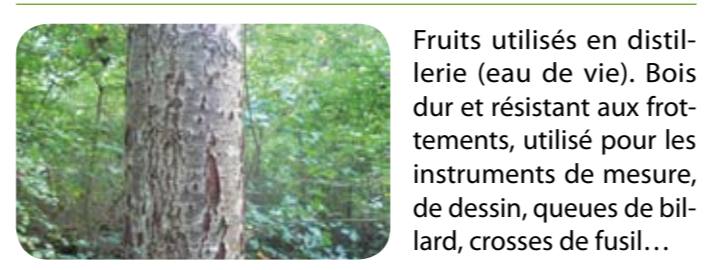 Fruits utilisés en distil-
lerie (eau de vie). Bois
dur et résistant aux frot-
tements, utilisé pour les
instruments de mesure,
de dessin, queues de bil-
lard, crosses de fusil…